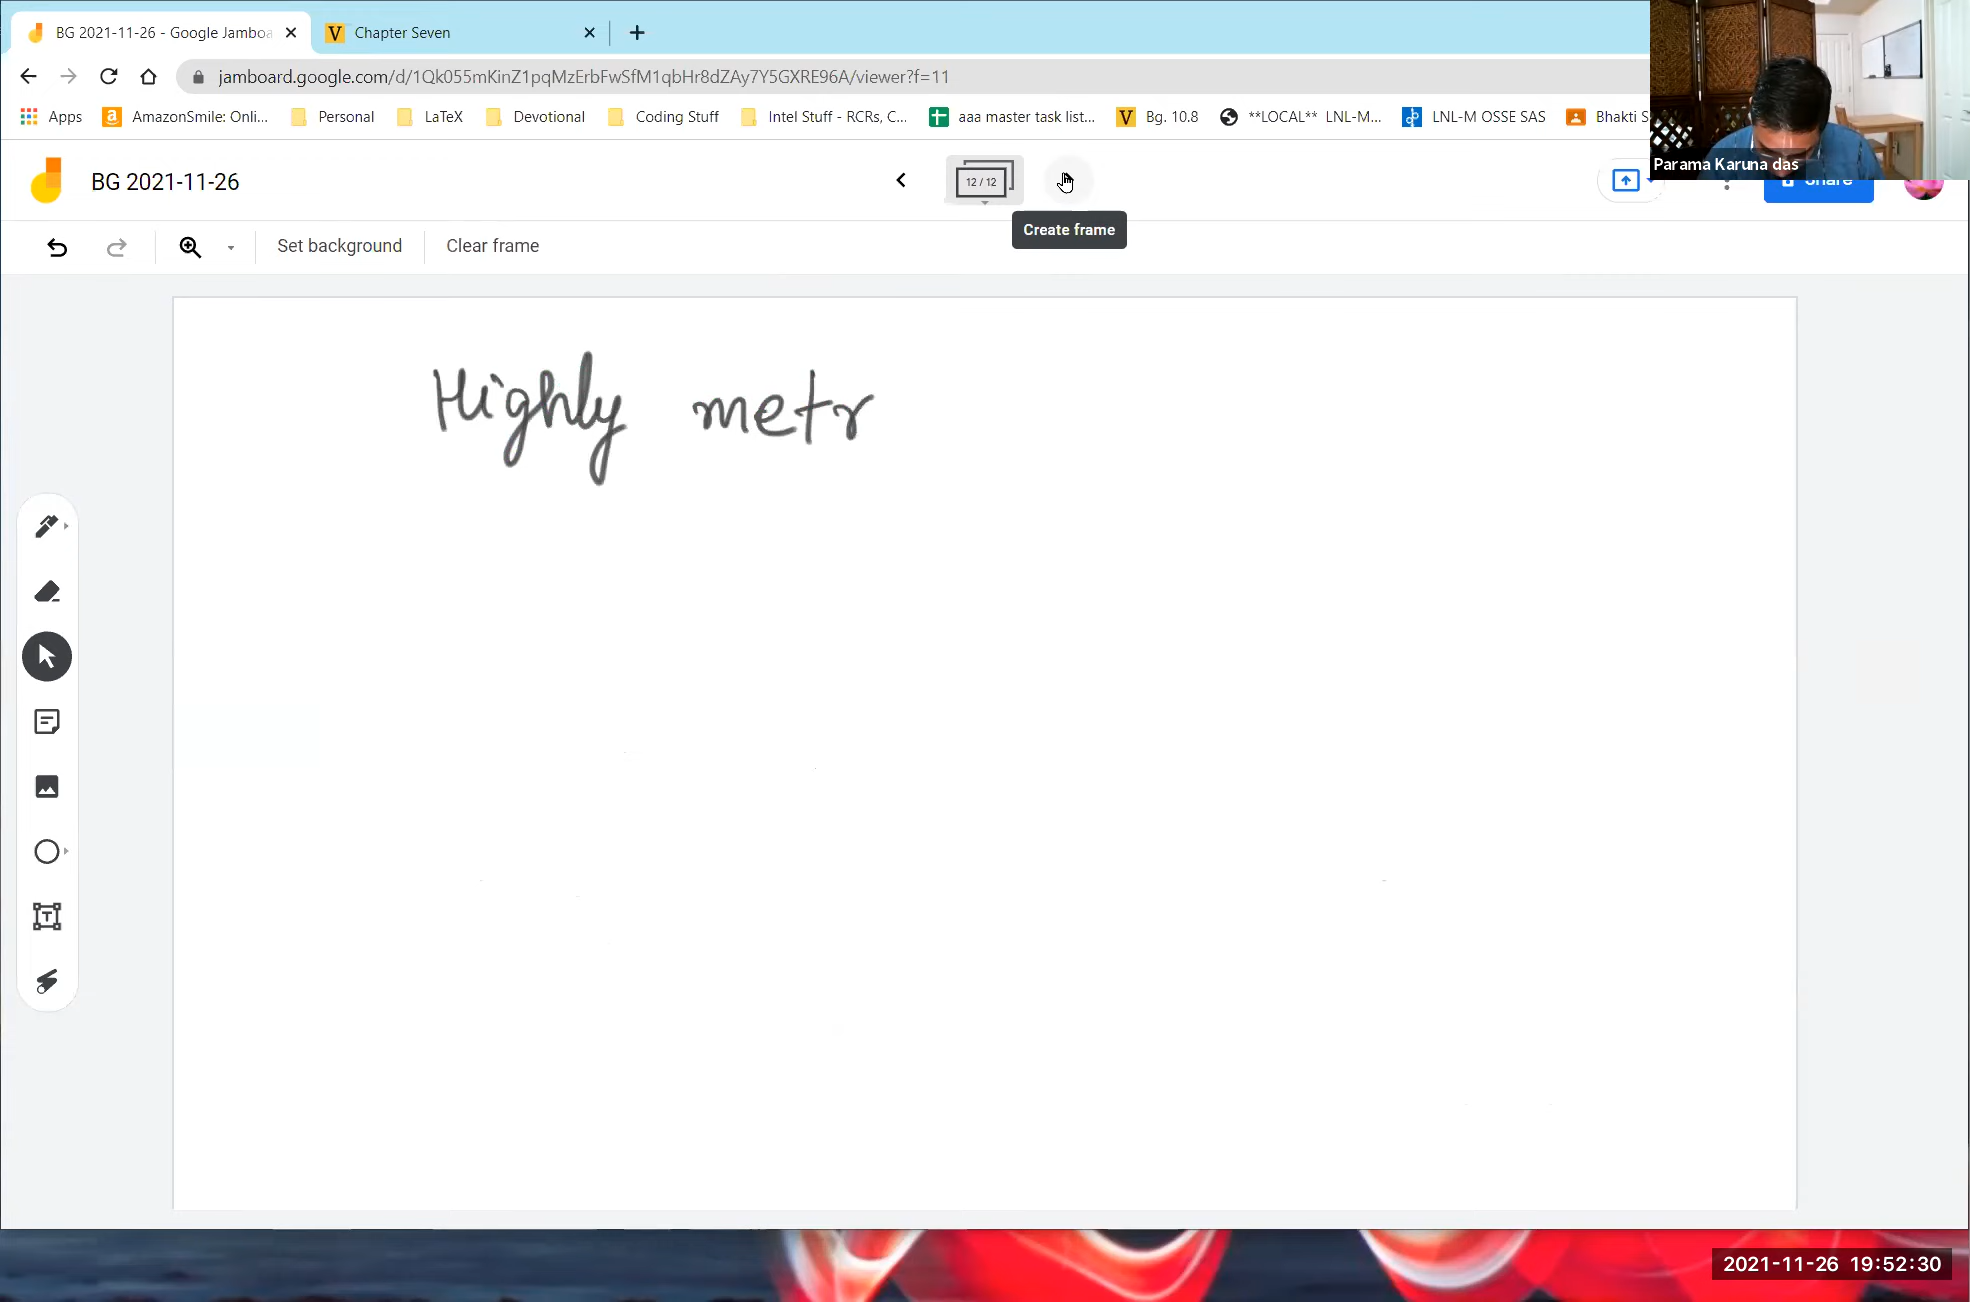 BG 2021-11-26 - Google Jamboa
Chapter Seven
jamboard.google.com/d/1Qk055mKinZ1pqMzErbFwSfM1qbHr8dZAy7Y5GXRE96A/viewer?f=11
Apps AmazonSmile: Onli... Personal LaTeX Devotional Coding Stuff Intel Stuff - RCRs, C... aaa master task list... Bg. 10.8 **LOCAL** LNL-M... LNL-M OSSE SAS Bhakti S
Parama Karuna das
BG 2021-11-26
12 / 12
Share
Create frame
Set background Clear frame
Highly metr
2021-11-26 19:52:30